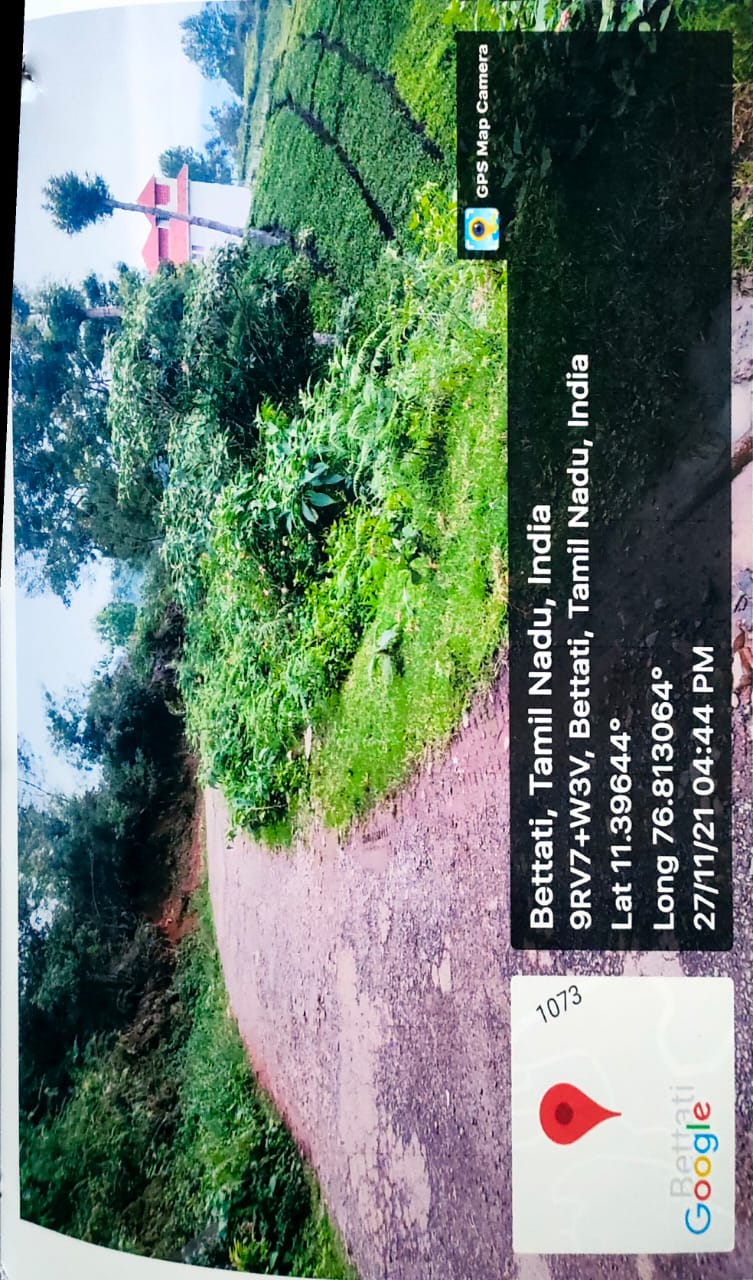 GPS Map Camera
Bettati, Tamil Nadu, India
9RV7+W3V, Bettati, Tamil Nadu, India
Lat 11.39644°
Long 76.813064°
27/11/21 04:44 PM
1073
Bettati
Google